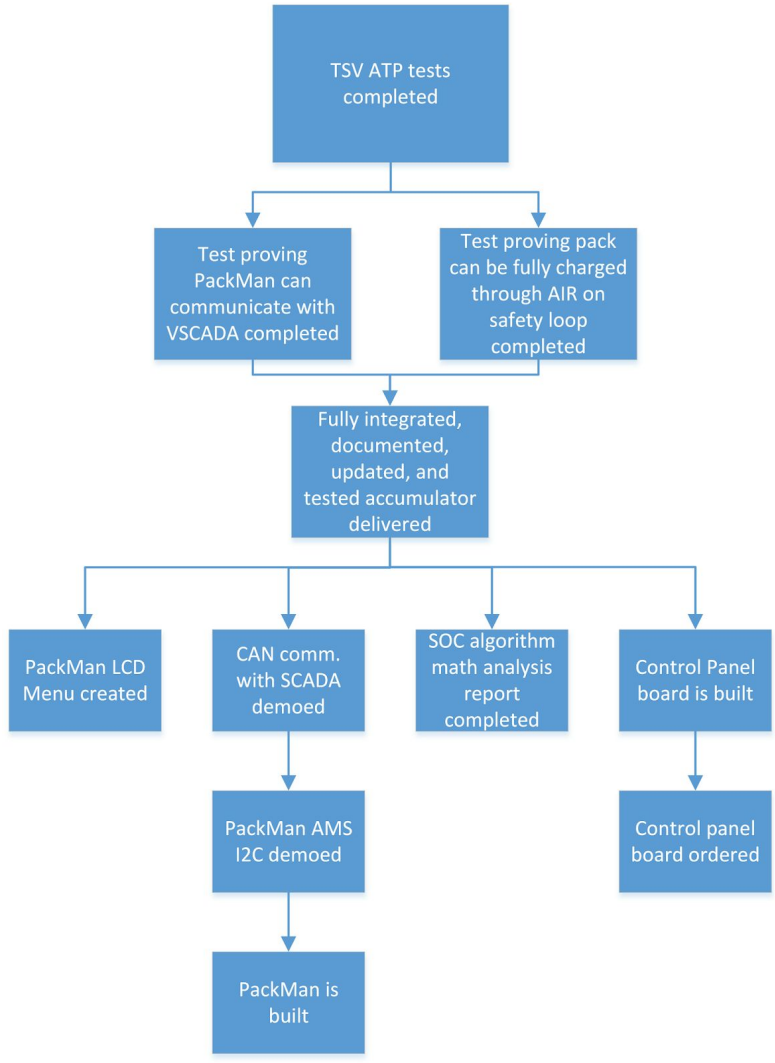 TSV ATP tests
completed
Test proving
PackMan can
communicate with
VSCADA completed
Test proving pack
can be fully charged
through AIR on
safety loop
completed
Fully integrated,
documented,
updated, and
tested accumulator
delivered
PackMan LCD
Menu created
CAN comm.
with SCADA
demoed
SOC algorithm
math analysis
report
completed
Control Panel
board is built
PackMan AMS
I2C demoed
Control panel
board ordered
PackMan is
built